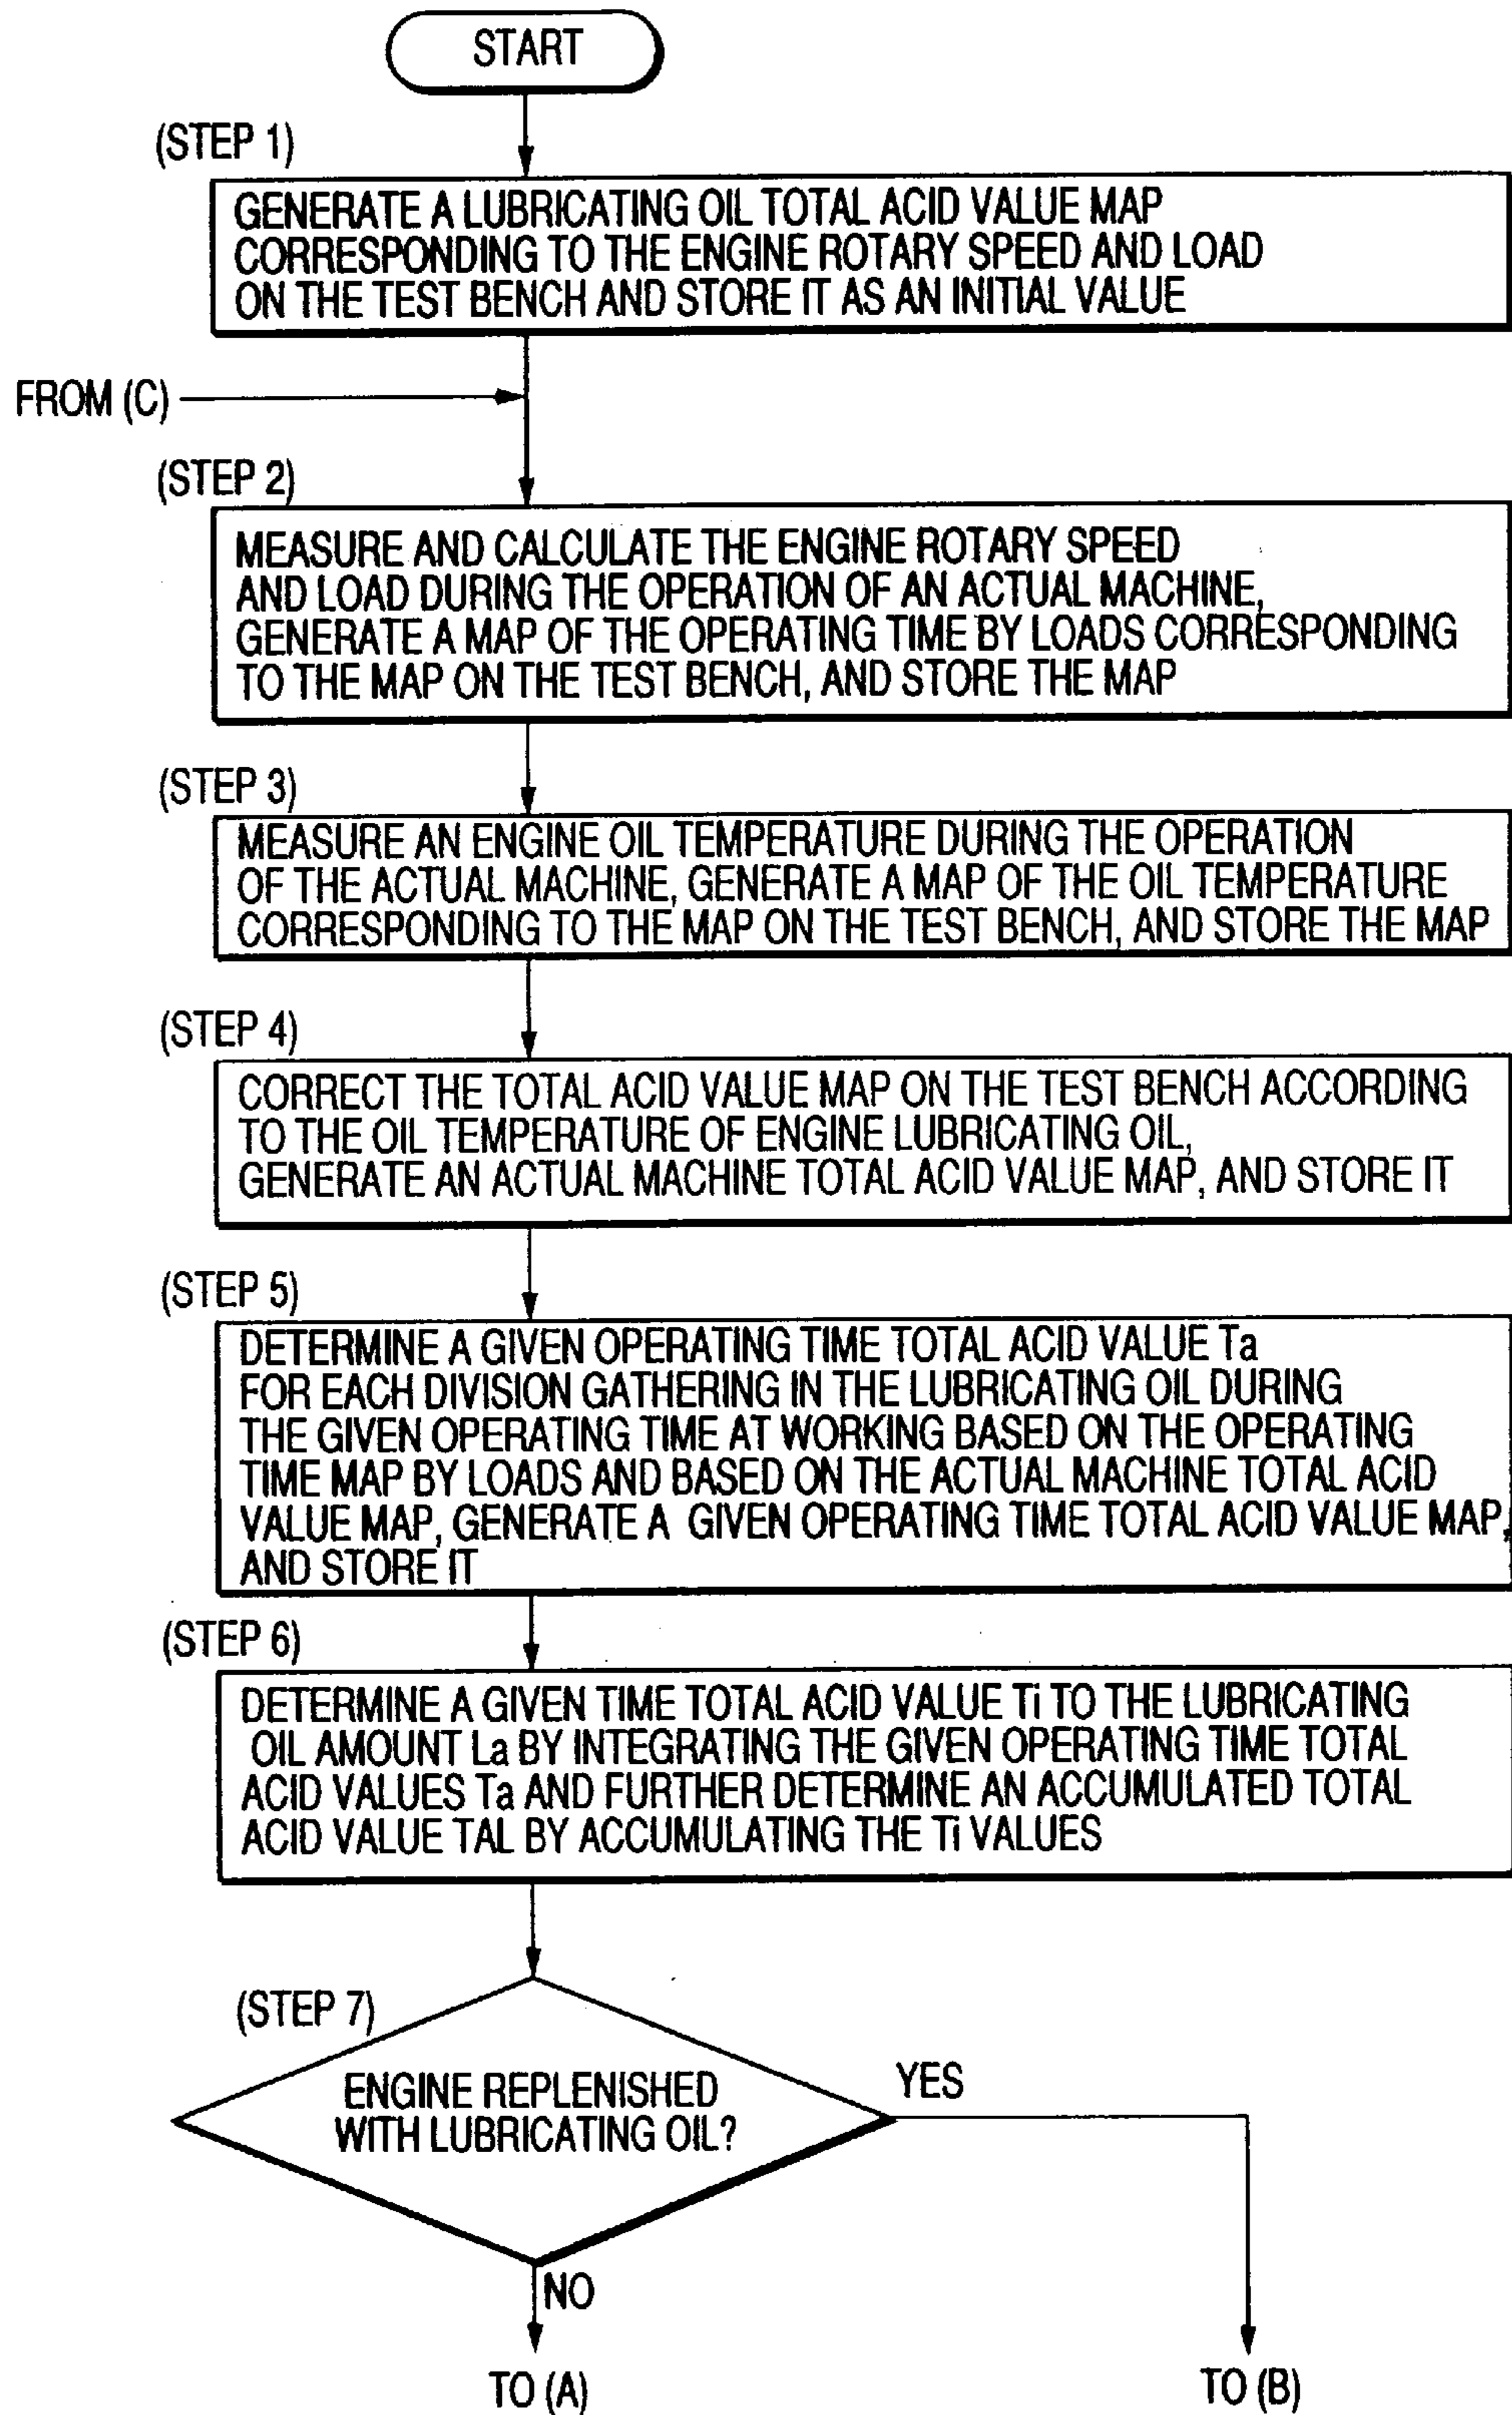 START
(STEP 1)
GENERATE A LUBRICATING OIL TOTAL ACID VALUE MAP
CORRESPONDING TO THE ENGINE ROTARY SPEED AND LOAD
ON THE TEST BENCH AND STORE IT AS AN INITIAL VALUE
FROM (C)
(STEP 2)
MEASURE AND CALCULATE THE ENGINE ROTARY SPEED
AND LOAD DURING THE OPERATION OF AN ACTUAL MACHINE,
GENERATE A MAP OF THE OPERATING TIME BY LOADS CORRESPONDING
TO THE MAP ON THE TEST BENCH, AND STORE THE MAP
(STEP 3)
MEASURE AN ENGINE OIL TEMPERATURE DURING THE OPERATION
OF THE ACTUAL MACHINE, GENERATE A MAP OF THE OIL TEMPERATURE
CORRESPONDING TO THE MAP ON THE TEST BENCH, AND STORE THE MAP
(STEP 4)
CORRECT THE TOTAL ACID VALUE MAP ON THE TEST BENCH ACCORDING
TO THE OIL TEMPERATURE OF ENGINE LUBRICATING OIL,
GENERATE AN ACTUAL MACHINE TOTAL ACID VALUE MAP, AND STORE IT
(STEP 5)
DETERMINE A GIVEN OPERATING TIME TOTAL ACID VALUE Ta
FOR EACH DIVISION GATHERING IN THE LUBRICATING OIL DURING
THE GIVEN OPERATING TIME AT WORKING BASED ON THE OPERATING
TIME MAP BY LOADS AND BASED ON THE ACTUAL MACHINE TOTAL ACID
VALUE MAP, GENERATE A GIVEN OPERATING TIME TOTAL ACID VALUE MAP,
AND STORE IT
(STEP 6)
DETERMINE A GIVEN TIME TOTAL ACID VALUE Ti TO THE LUBRICATING
OIL AMOUNT La BY INTEGRATING THE GIVEN OPERATING TIME TOTAL
ACID VALUES Ta AND FURTHER DETERMINE AN ACCUMULATED TOTAL
ACID VALUE TAL BY ACCUMULATING THE Ti VALUES
(STEP 7)
ENGINE REPLENISHED
WITH LUBRICATING OIL?
YES
NO
TO (A)
TO (B)